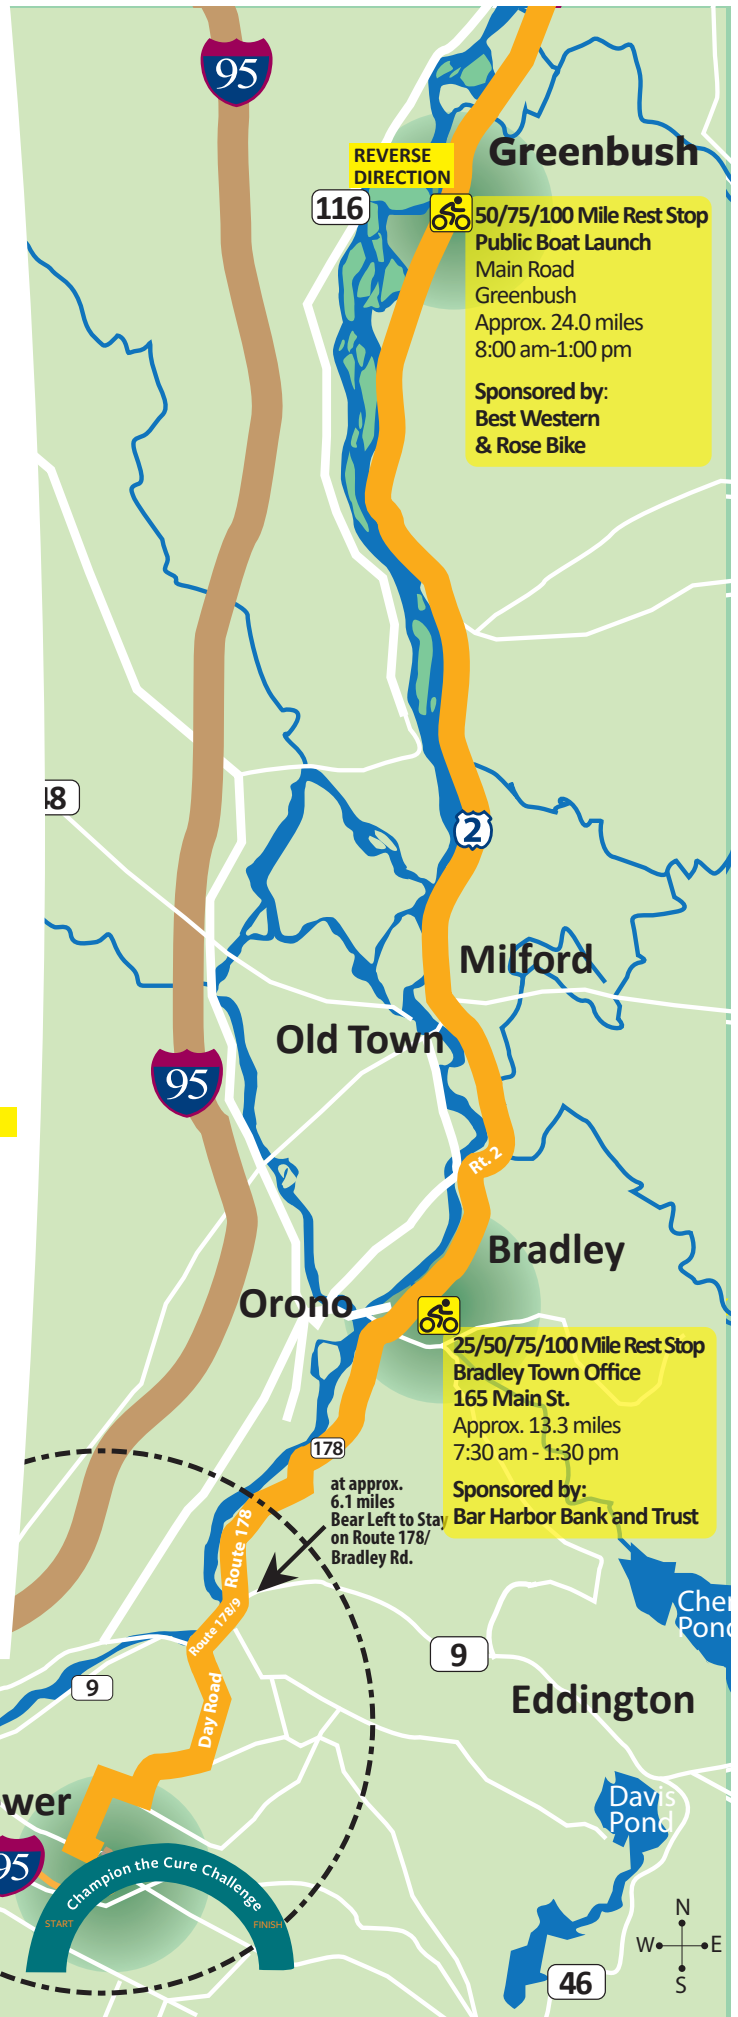 95
REVERSE
DIRECTION
Greenbush
116
50/75/100 Mile Rest Stop
Public Boat Launch
Main Road
Greenbush
Approx. 24.0 miles
8:00 am-1:00 pm
Sponsored by:
Best Western
& Rose Bike
48
2
Milford
Old Town
95
Rt. 2
Bradley
Orono
25/50/75/100 Mile Rest Stop
Bradley Town Office
165 Main St.
Approx. 13.3 miles
7:30 am - 1:30 pm
Sponsored by:
Bar Harbor Bank and Trust
178
at approx.
6.1 miles
Bear Left to Stay
on Route 178/
Bradley Rd.
Route 178
Route 178/9
Cher
Pond
9
9
Eddington
Day Road
Davis
Pond
wer
95
Champion the Cure Challenge
START
FINISH
N
W
E
S
46